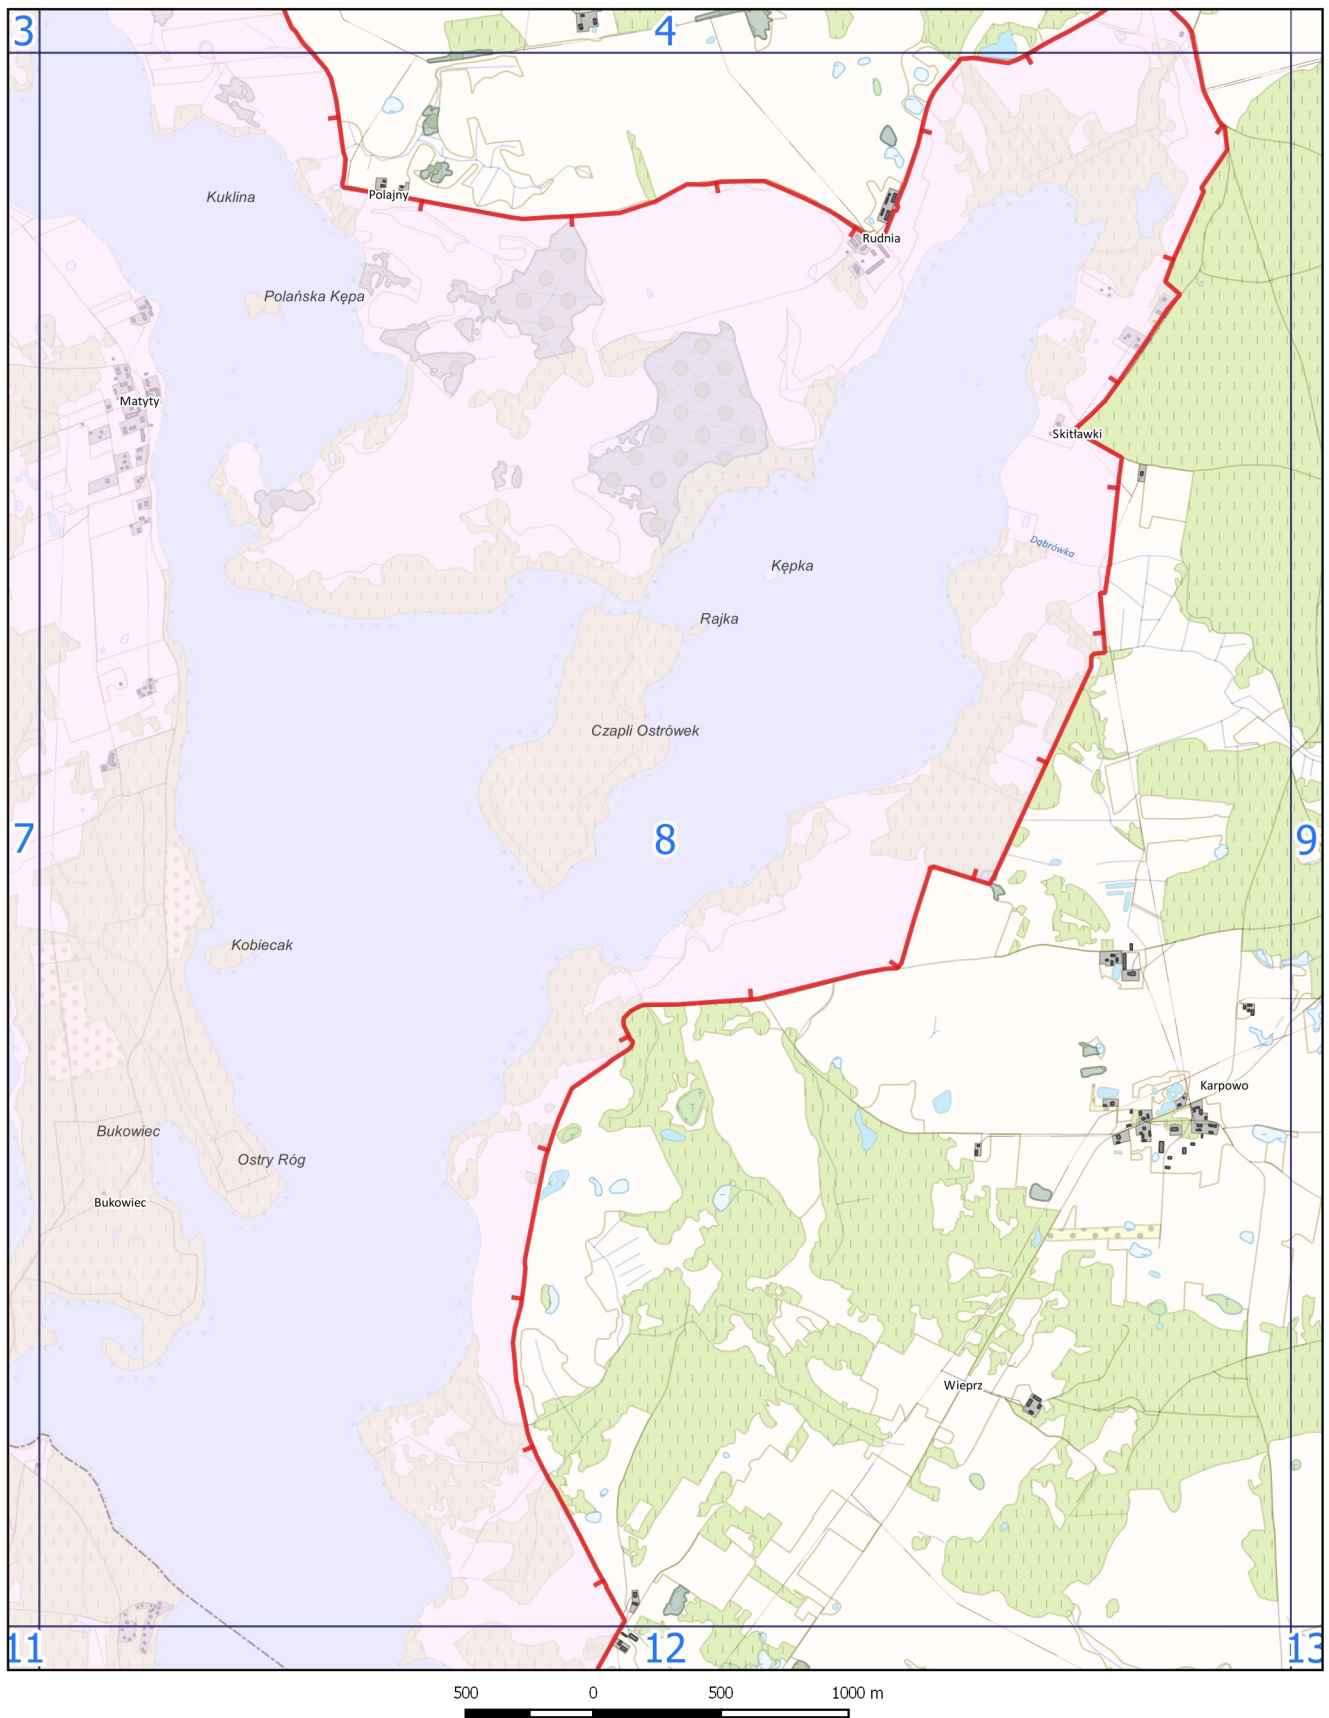 3
4
Kuklina
Polajny
Rudnia
Polańska Kępa
Matyty
Skitławki
Dąbrówka
Kępka
Rajka
Czapli Ostrówek
7
8
9
Kobiecak
Karpowo
Bukowiec
Ostry Róg
Bukowiec
Wieprz
11
12
13
500 0 500 1000 m